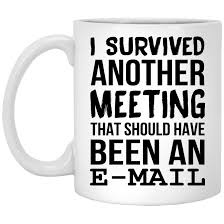 I SURVIVED
ANOTHER
MEETING
THAT SHOULD HAVE
BEEN AN
E-MAIL